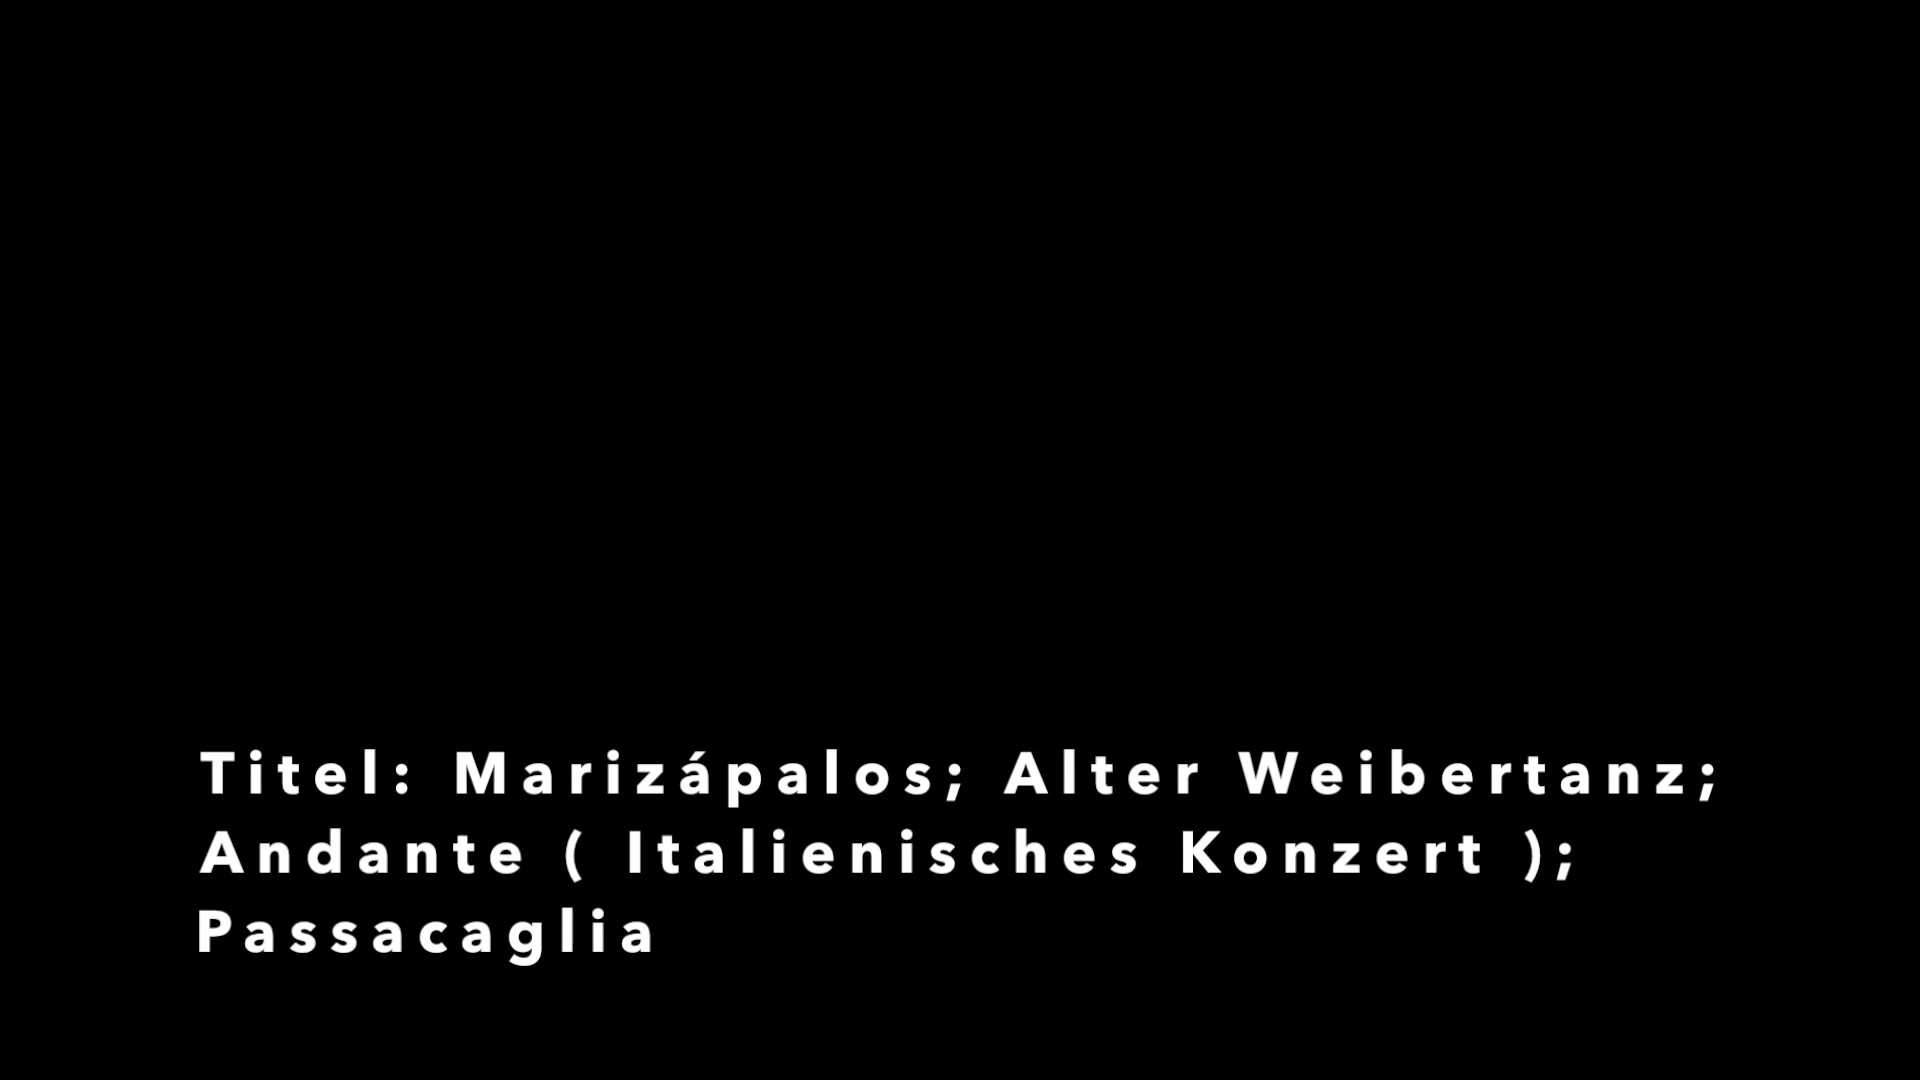 Titel: Marizápalos; Alter Weibertanz;
Andante ( Italienisches Konzert );
Passacaglia